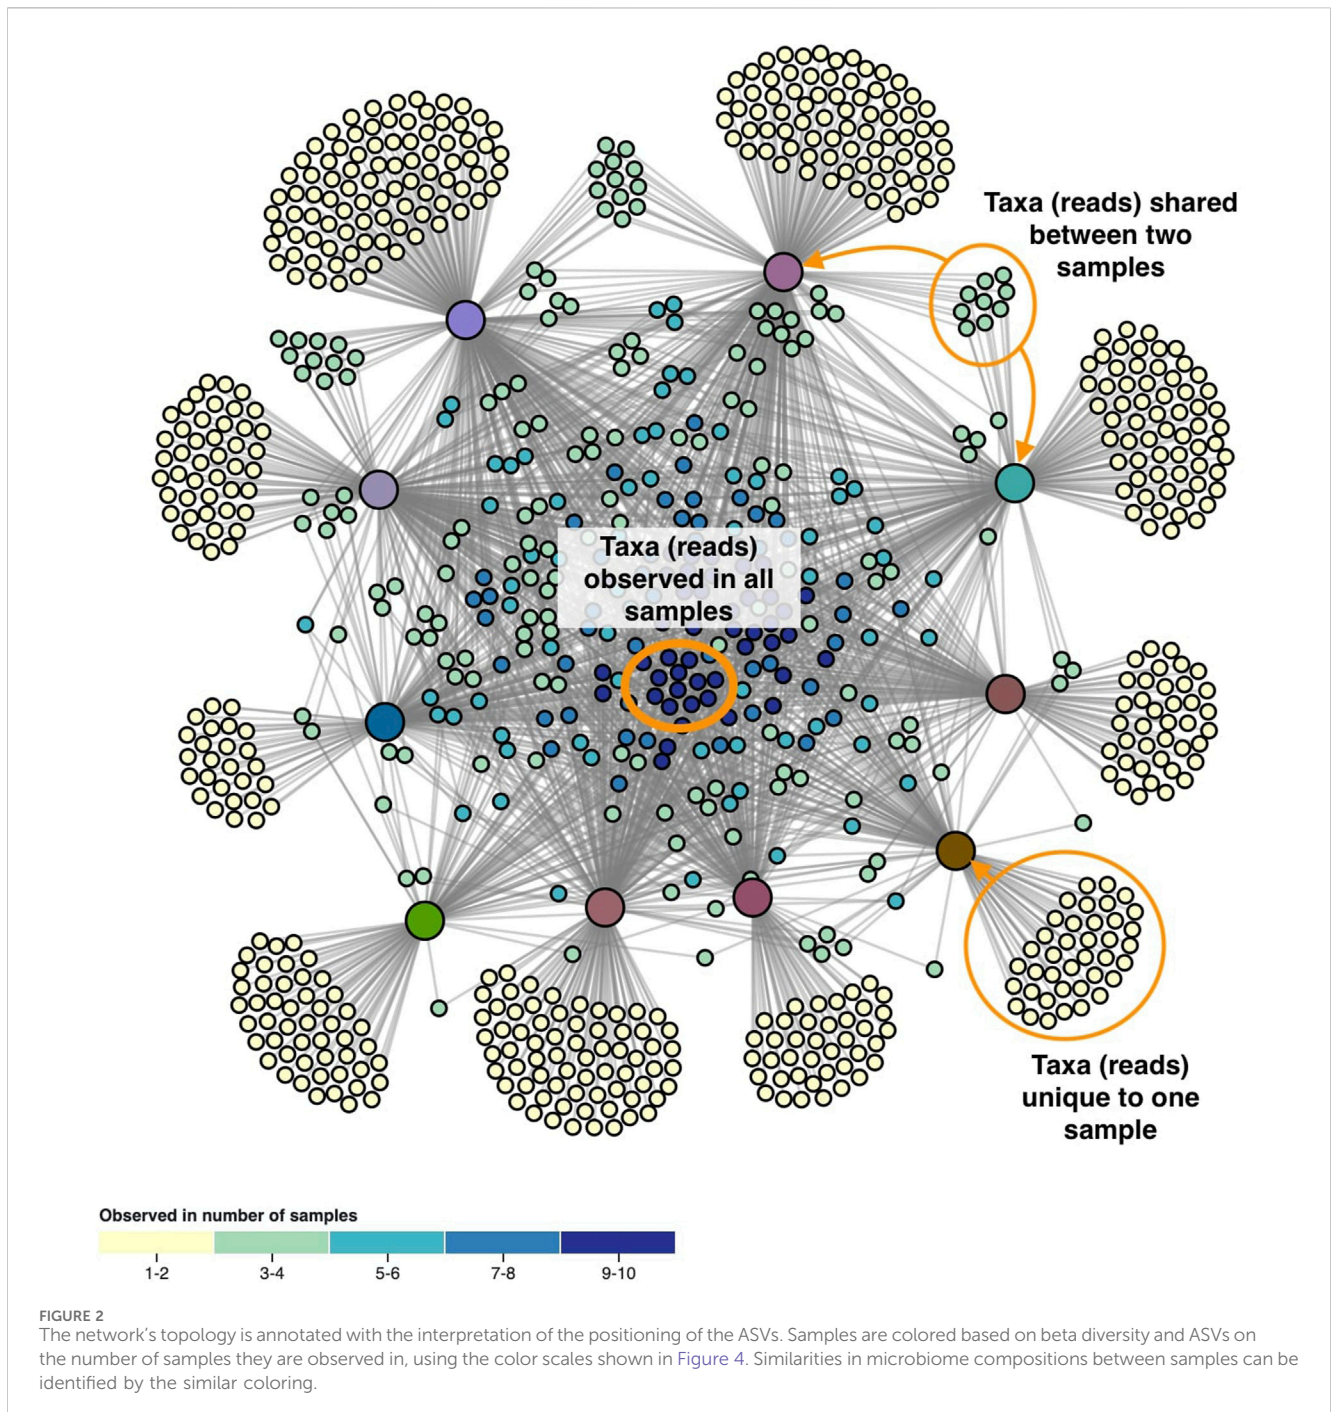 Taxa (reads) shared
between two
samples
Taxa (reads)
observed in all
samples
Taxa (reads)
unique to one
sample
Observed in number of samples
1-2 3-4 5-6 7-8 9-10
FIGURE 2
The network's topology is annotated with the interpretation of the positioning of the ASVs. Samples are colored based on beta diversity and ASVs on
the number of samples they are observed in, using the color scales shown in Figure 4. Similarities in microbiome compositions between samples can be
identified by the similar coloring.